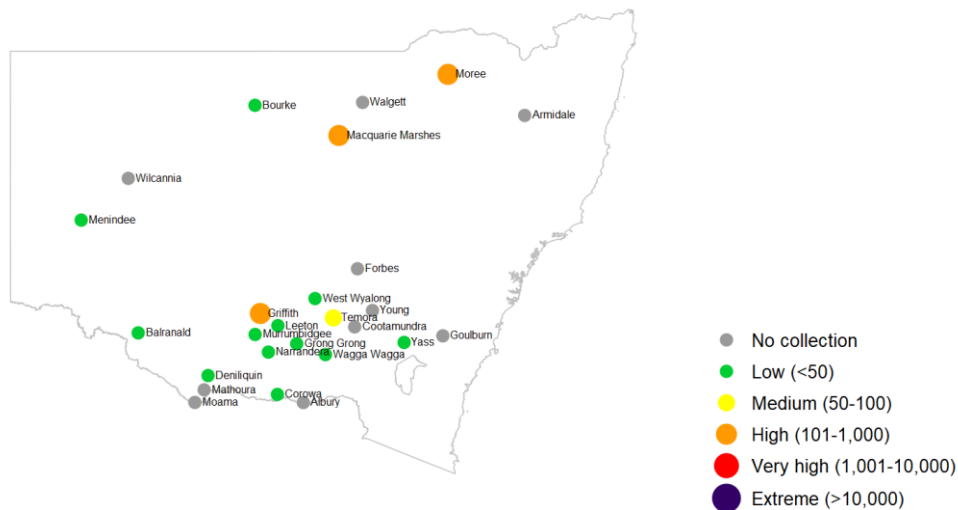 Moree
Walgett
Bourke
Armidale
Macquarie Marshes
Wilcannia
Menindee
Forbes
West Wyalong
Young
Griffith
Temora
Leeton
Cootamundra
Balranald
Murrumbidgee
Goulburn
Grong Grong
Yass
Narrandera
Wagga Wagga
Deniliquin
Mathoura
Corowa
Moama
Albury
No collection
Low (<50)
Medium (50-100)
High (101-1,000)
Very high (1,001-10,000)
Extreme (>10,000)